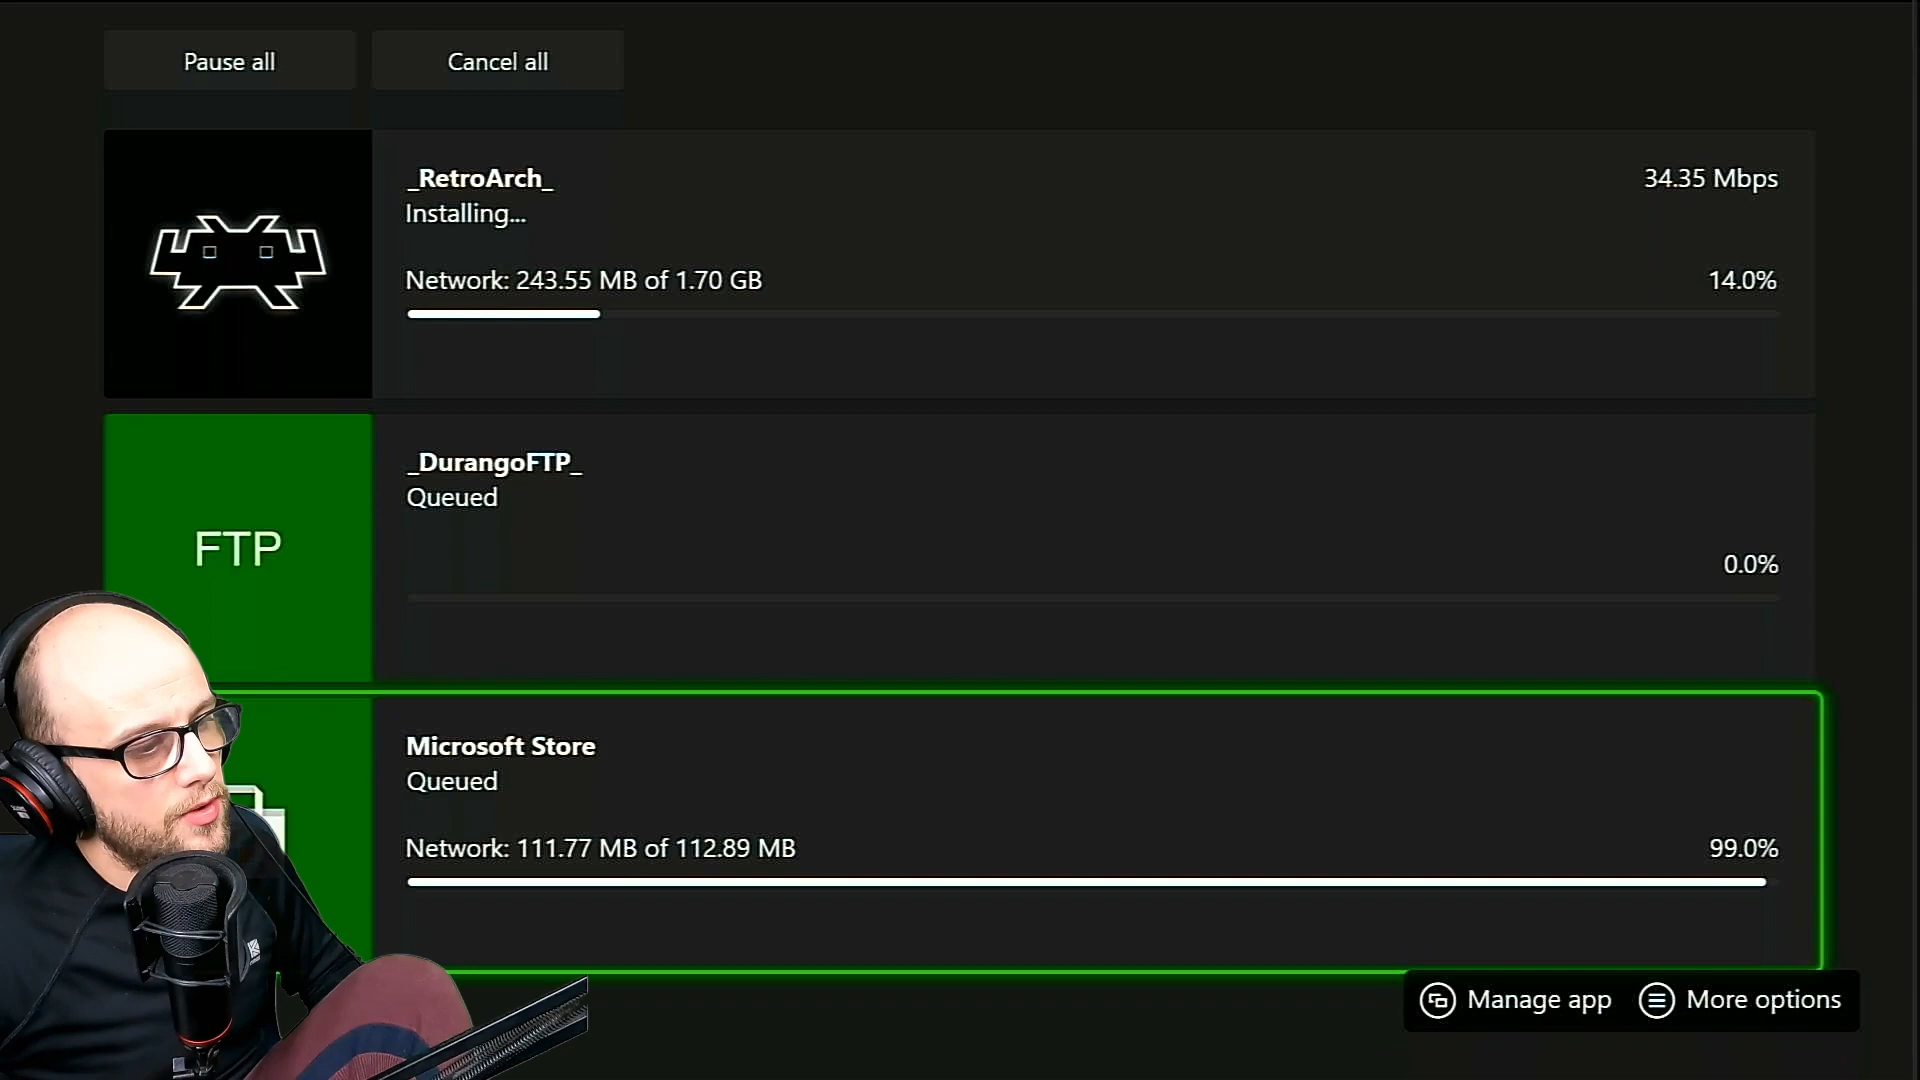 Pause all
Cancel all
_RetroArch_
34.35 Mbps
Installing...
Network: 243.55 MB of 1.70 GB
14.0%
_DurangoFTP_
Queued
FTP
0.0%
Microsoft Store
Queued
Network: 111.77 MB of 112.89 MB
99.0%
Manage app
More options